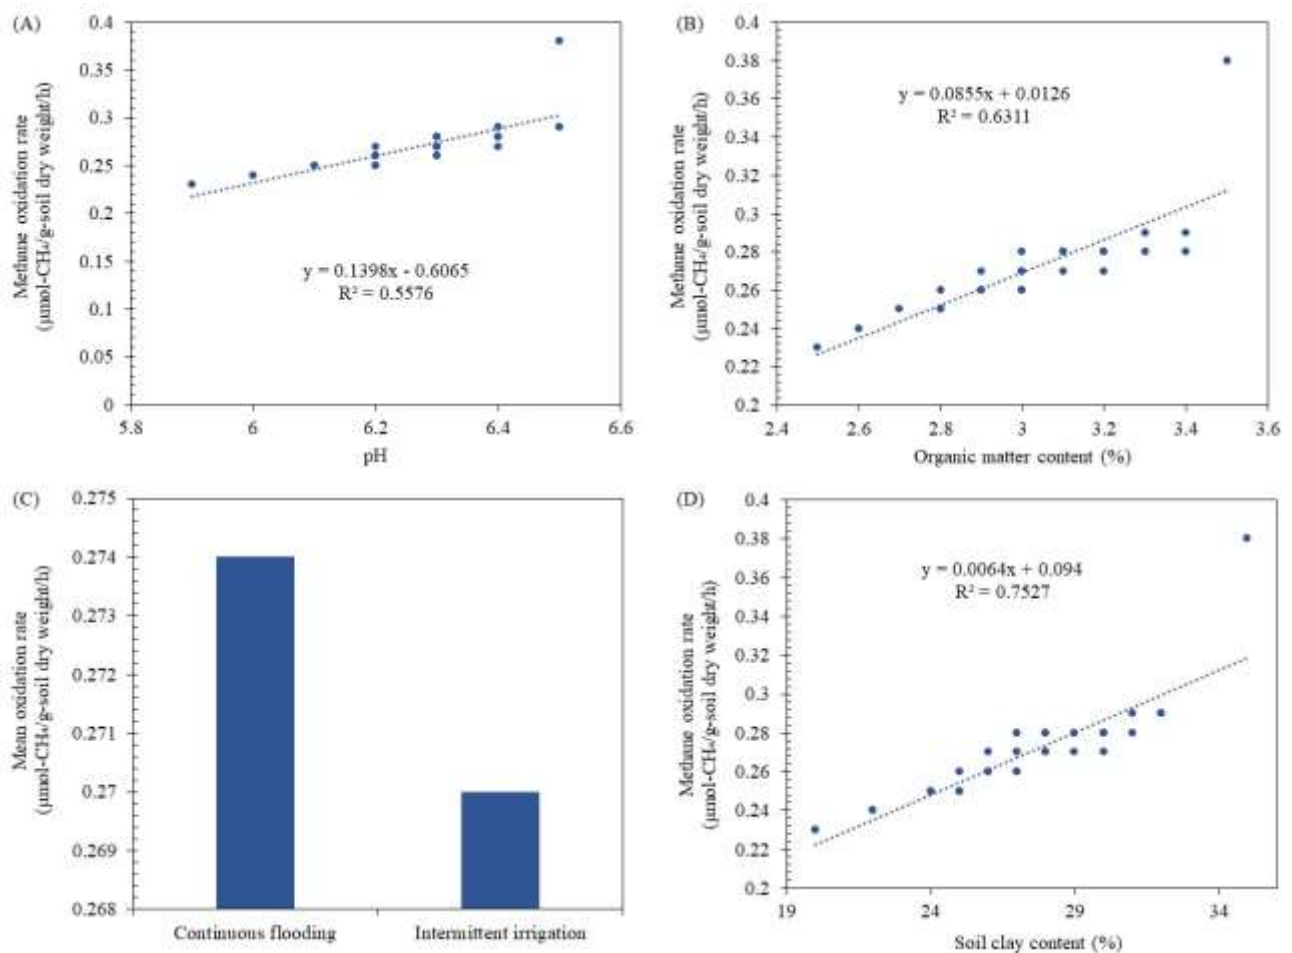 (A)
Methane oxidation rate
(µmol-CH₄/g-soil dry weight/h)
0.4
0.35
0.3
0.25
0.2
0.15
0.1
0.05
0
y = 0.1398x - 0.6065
R² = 0.5576
5.8
6
6.2
6.4
6.6
pH
(B)
Methane oxidation rate
(µmol-CH₄/g-soil dry weight/h)
0.4
0.38
0.36
0.34
0.32
0.3
0.28
0.26
0.24
0.22
0.2
y = 0.0855x + 0.0126
R² = 0.6311
2.4
2.6
2.8
3
3.2
3.4
3.6
Organic matter content (%)
(C)
Mean oxidation rate
(µmol-CH₄/g-soil dry weight/h)
0.275
0.274
0.273
0.272
0.271
0.27
0.269
0.268
Continuous flooding
Intermittent irrigation
(D)
Methane oxidation rate
(µmol-CH₄/g-soil dry weight/h)
0.4
0.38
0.36
0.34
0.32
0.3
0.28
0.26
0.24
0.22
0.2
y = 0.0064x + 0.094
R² = 0.7527
19
24
29
34
Soil clay content (%)